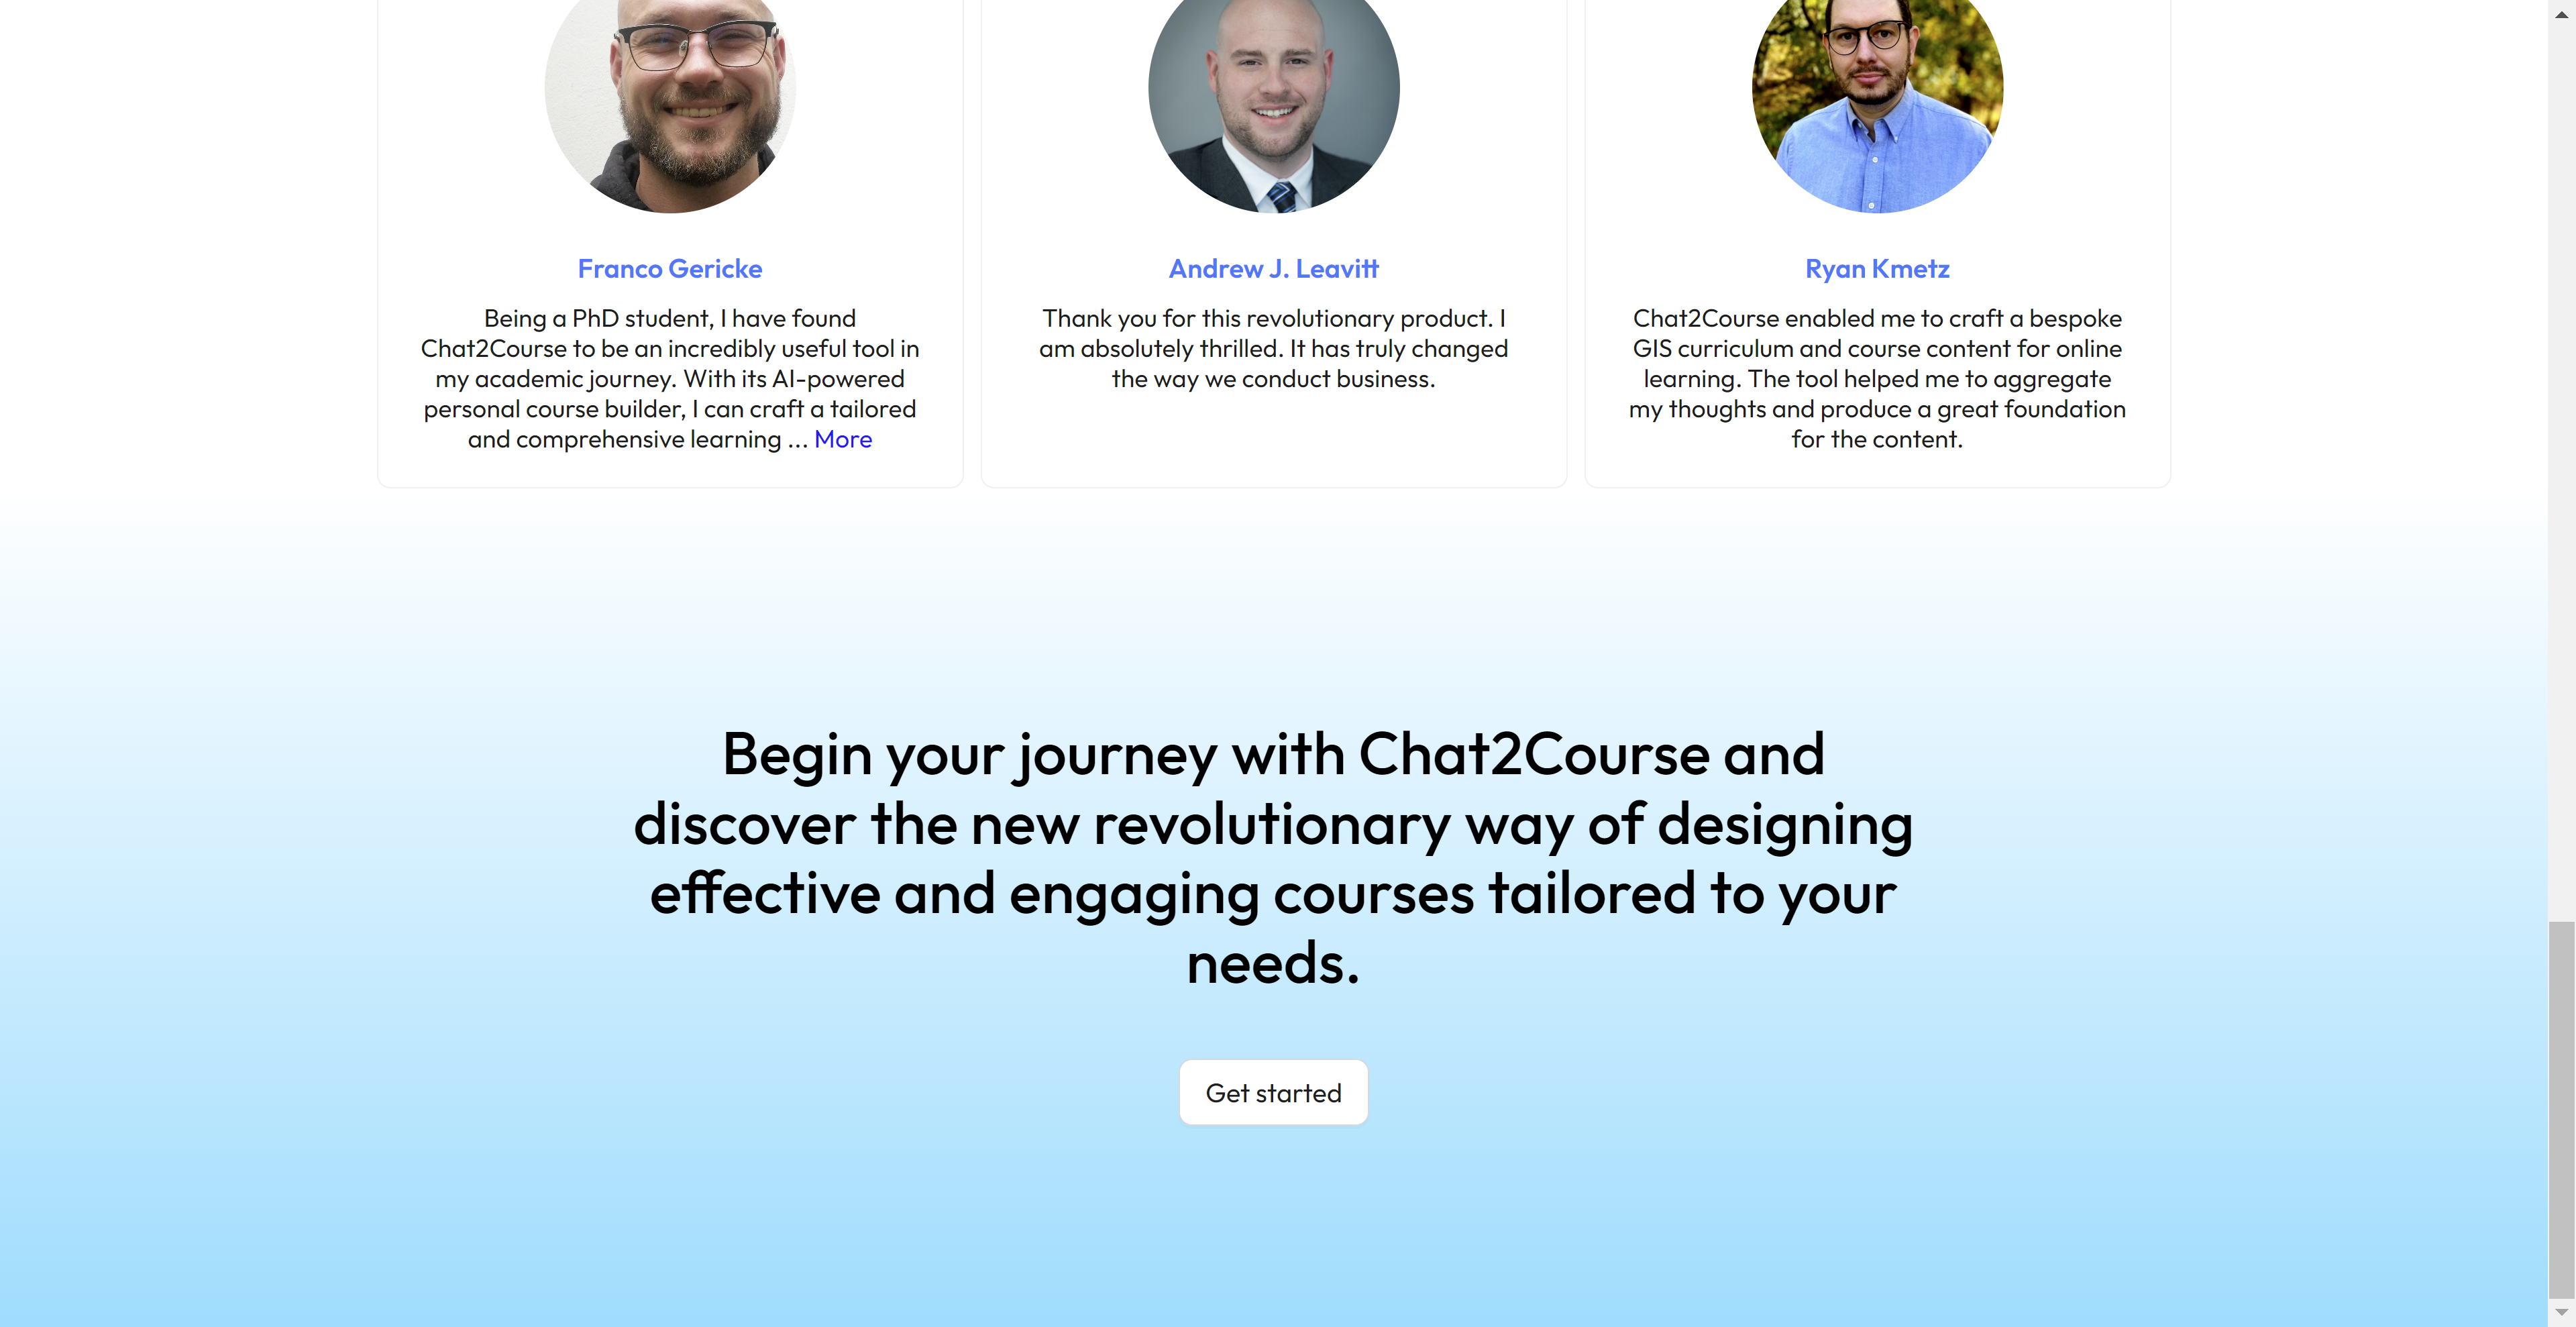 Franco Gericke
Being a PhD student, I have found
Chat2Course to be an incredibly useful tool in
my academic journey. With its AI-powered
personal course builder, I can craft a tailored
and comprehensive learning ... More
Andrew J. Leavitt
Thank you for this revolutionary product. I
am absolutely thrilled. It has truly changed
the way we conduct business.
Ryan Kmetz
Chat2Course enabled me to craft a bespoke
GIS curriculum and course content for online
learning. The tool helped me to aggregate
my thoughts and produce a great foundation
for the content.
Begin your journey with Chat2Course and
discover the new revolutionary way of designing
effective and engaging courses tailored to your
needs.
Get started